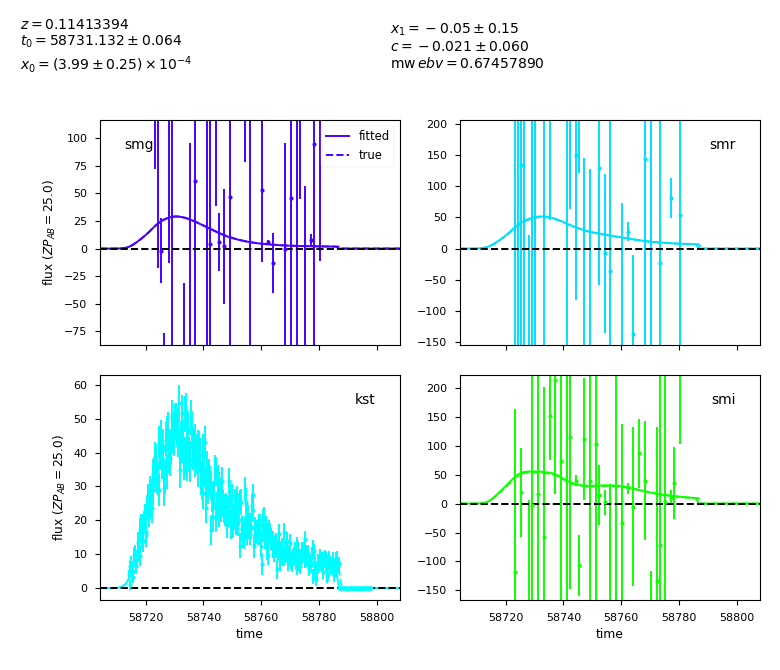 z = 0.11413394
t₀ = 58731.132 ± 0.064
x₀ = (3.99 ± 0.25) × 10⁻⁴
x₁ = −0.05 ± 0.15
c = −0.021 ± 0.060
mw ebv = 0.67457890
smg
fitted
true
100
75
50
25
0
−25
−50
−75
flux (ZP_AB = 25.0)
smr
200
150
100
50
0
−50
−100
−150
kst
60
50
40
30
20
10
0
flux (ZP_AB = 25.0)
58720
58740
58760
58780
58800
time
smi
200
150
100
50
0
−50
−100
−150
58720
58740
58760
58780
58800
time